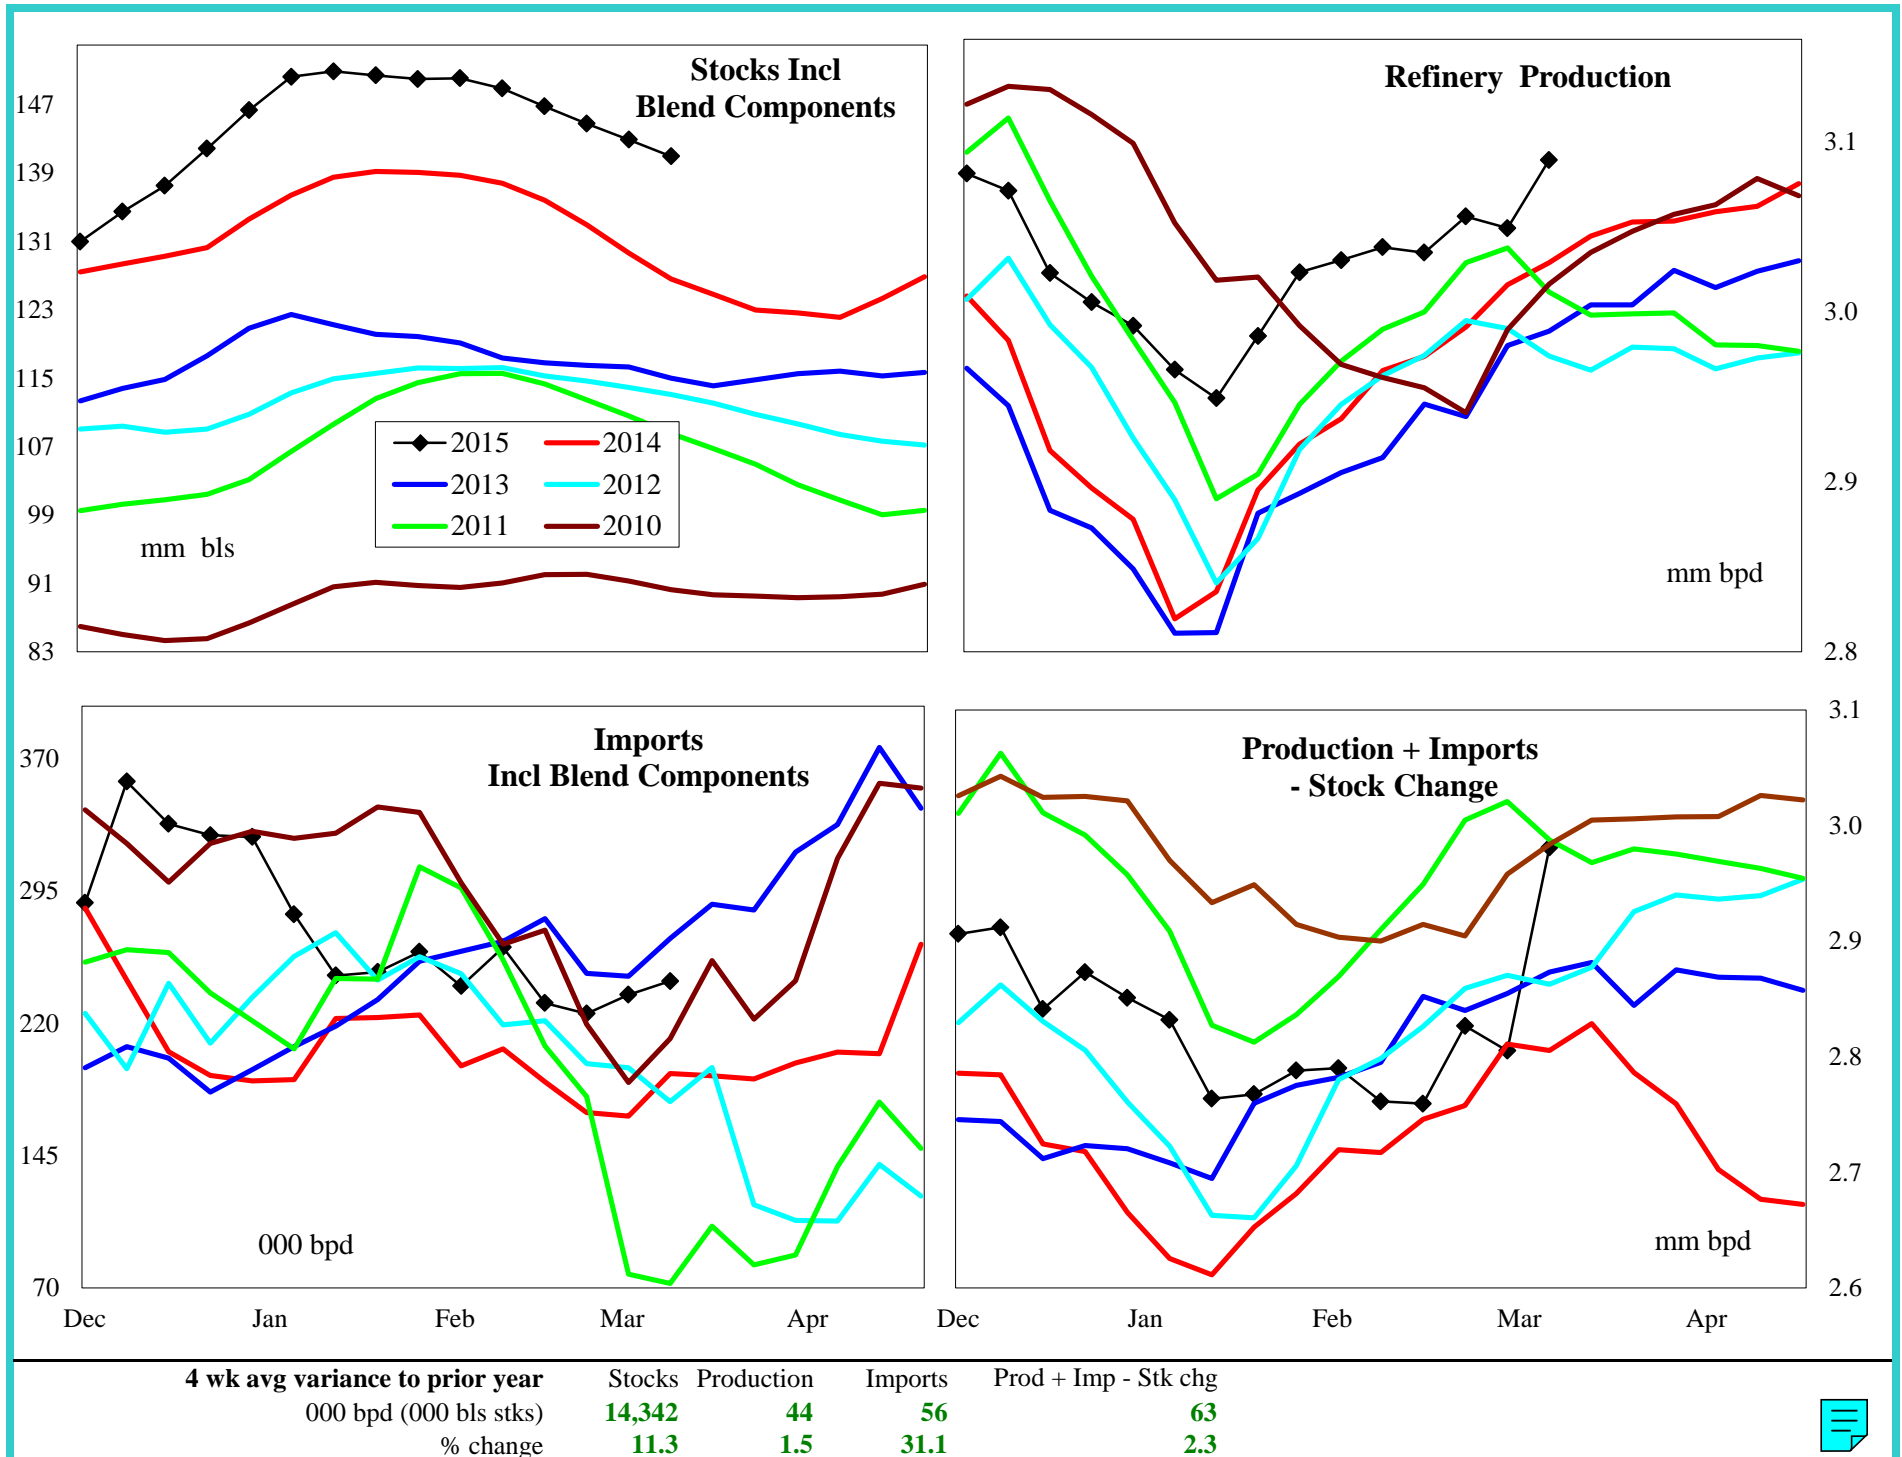 Stocks Incl
Blend Components
147
139
131
123
115
107
99
91
83
2015
2014
2013
2012
2011
2010
mm bls
Refinery Production
3.1
3.0
2.9
2.8
mm bpd
Imports
Incl Blend Components
370
295
220
145
70
000 bpd
Dec Jan Feb Mar Apr
Production + Imports
- Stock Change
3.1
3.0
2.9
2.8
2.7
2.6
mm bpd
Dec Jan Feb Mar Apr
4 wk avg variance to prior year Stocks Production Imports Prod + Imp - Stk chg
000 bpd (000 bls stks) 14,342 44 56 63
% change 11.3 1.5 31.1 2.3